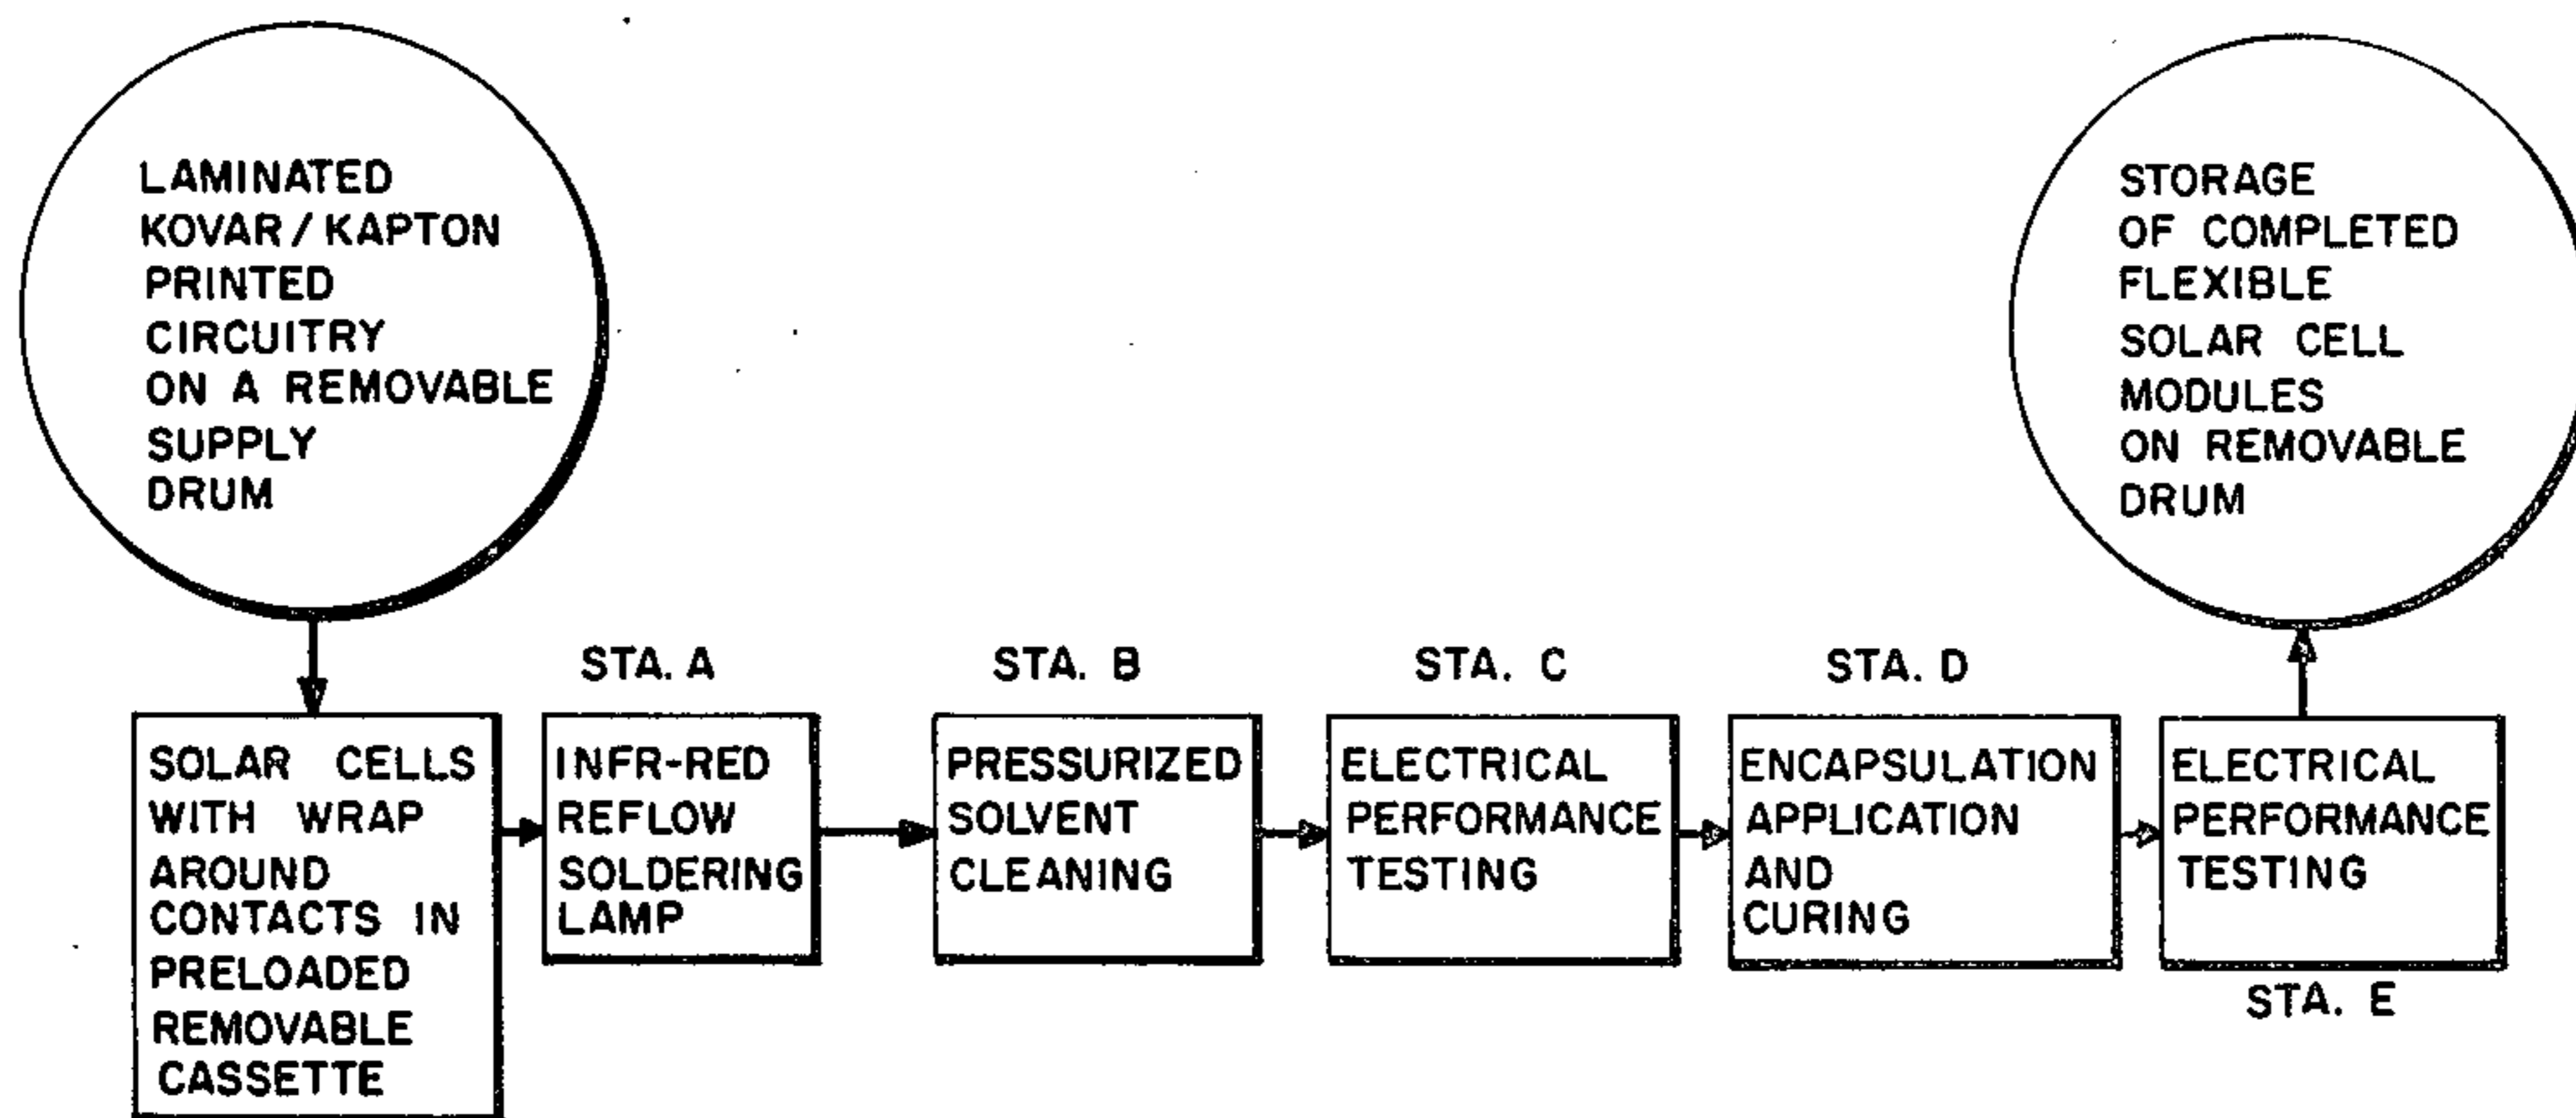 LAMINATED
KOVAR / KAPTON
PRINTED
CIRCUITRY
ON A REMOVABLE
SUPPLY
DRUM
STORAGE
OF COMPLETED
FLEXIBLE
SOLAR CELL
MODULES
ON REMOVABLE
DRUM
SOLAR CELLS
WITH WRAP
AROUND
CONTACTS IN
PRELOADED
REMOVABLE
CASSETTE
STA. A
INFR-RED
REFLOW
SOLDERING
LAMP
STA. B
PRESSURIZED
SOLVENT
CLEANING
STA. C
ELECTRICAL
PERFORMANCE
TESTING
STA. D
ENCAPSULATION
APPLICATION
AND
CURING
ELECTRICAL
PERFORMANCE
TESTING
STA. E